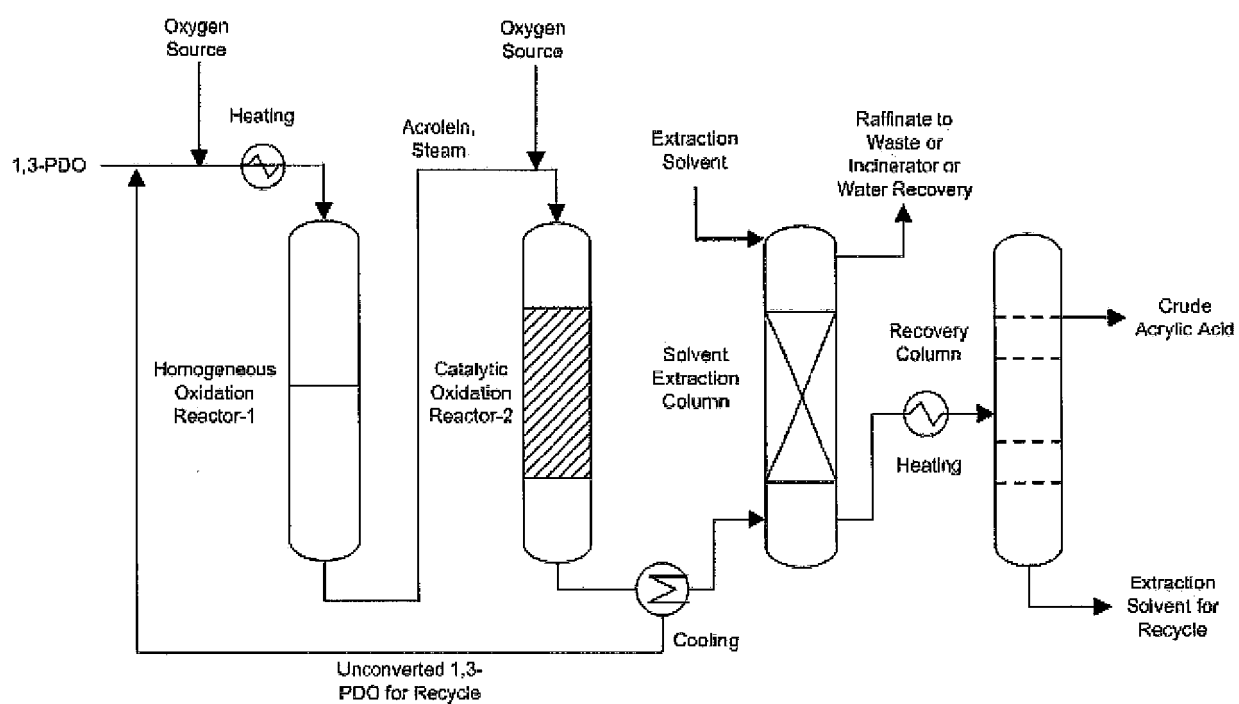 Oxygen
Source
Oxygen
Source
Heating
1,3-PDO
Acrolein,
Steam
Extraction
Solvent
Raffinate to
Waste or
Incinerator or
Water Recovery
Homogeneous
Oxidation
Reactor-1
Catalytic
Oxidation
Reactor-2
Solvent
Extraction
Column
Recovery
Column
Heating
Crude
Acrylic Acid
Cooling
Extraction
Solvent for
Recycle
Unconverted 1,3-
PDO for Recycle